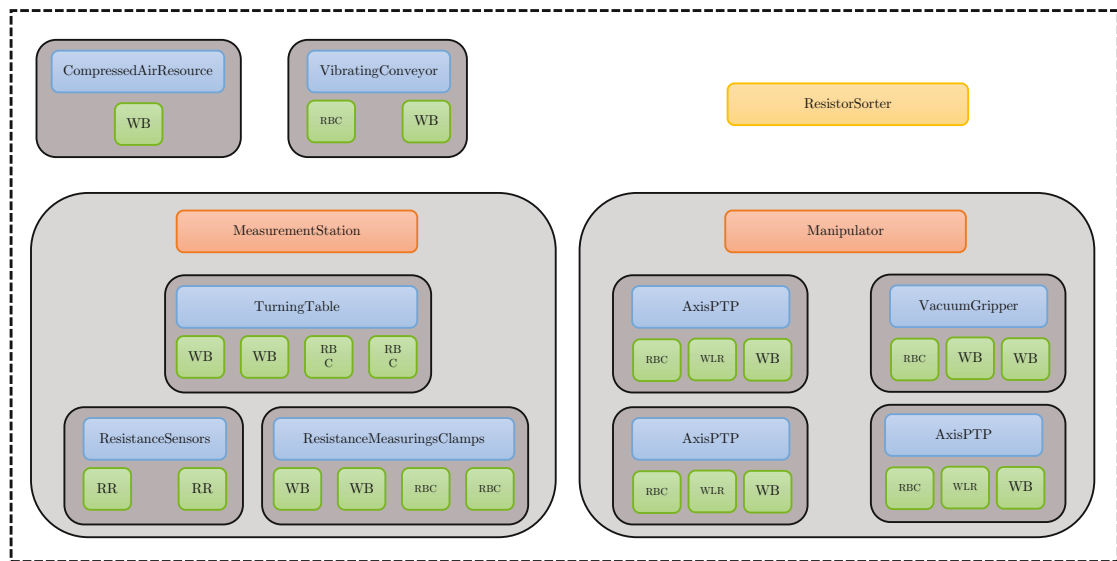 CompressedAirResource
WB
VibratingConveyor
RBC
WB
ResistorSorter
MeasurementStation
TurningTable
WB
WB
RB
C
RB
C
ResistanceSensors
RR
RR
ResistanceMeasuringsClamps
WB
WB
RBC
RBC
Manipulator
AxisPTP
RBC
WLR
WB
VacuumGripper
RBC
WB
WB
AxisPTP
RBC
WLR
WB
AxisPTP
RBC
WLR
WB